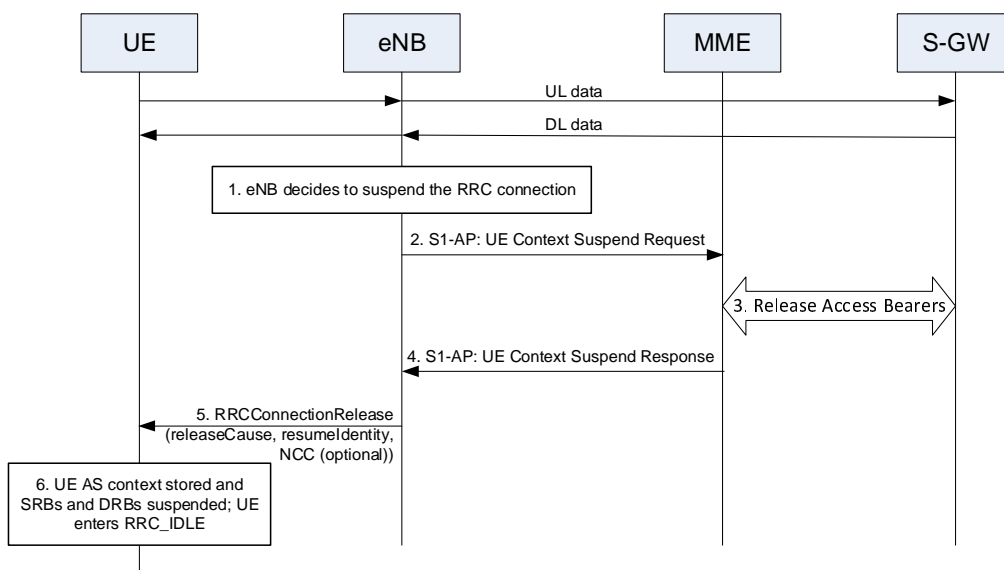 UE
eNB
MME
S-GW
UL data
DL data
1. eNB decides to suspend the RRC connection
2. S1-AP: UE Context Suspend Request
3. Release Access Bearers
4. S1-AP: UE Context Suspend Response
5. RRCConnectionRelease
(releaseCause, resumeIdentity,
NCC (optional))
6. UE AS context stored and
SRBs and DRBs suspended; UE
enters RRC_IDLE